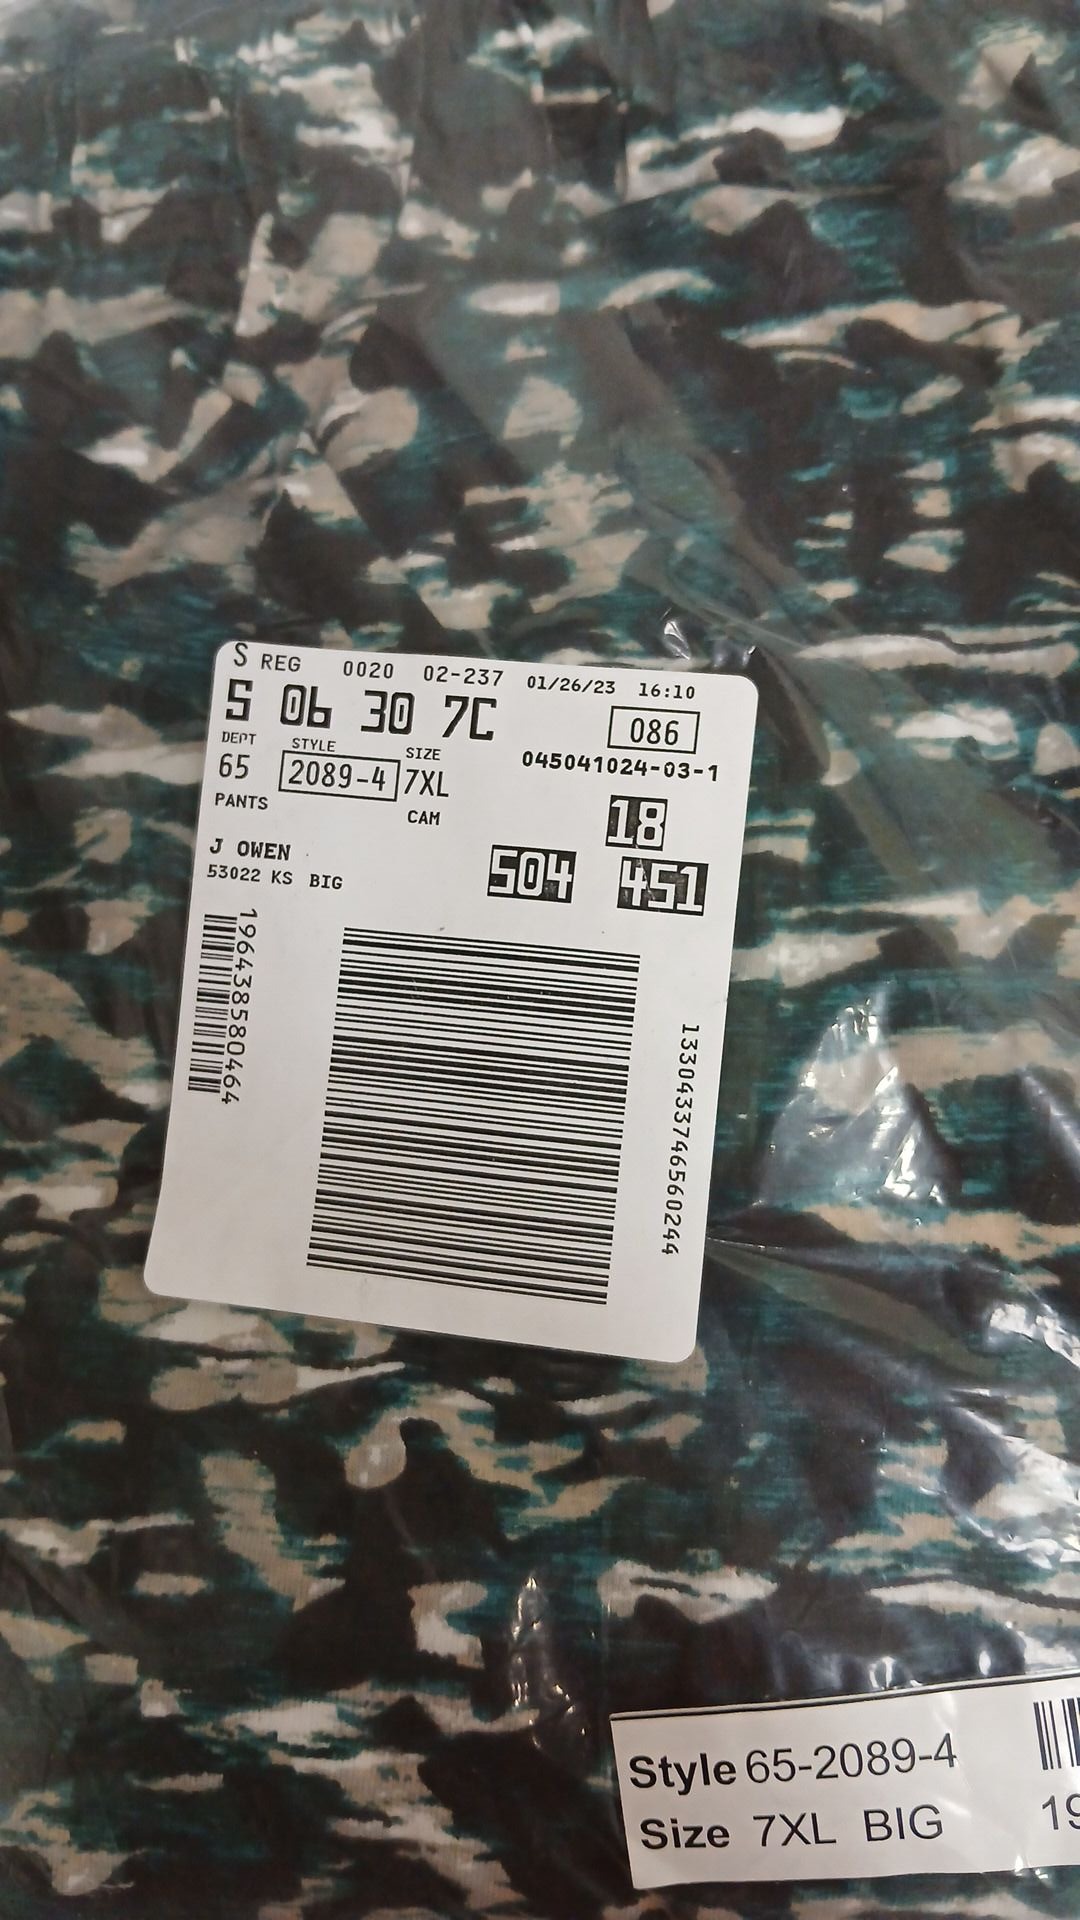 S REG 0020 02-237 01/26/23 16:10
5 06 30 7C 086
DEPT STYLE SIZE 045041024-03-1
65 2089-4 7XL
PANTS CAM 18
J OWEN 504 451
53022 KS BIG
196438580464
1330433746560244
Style 65-2089-4
Size 7XL BIG 19